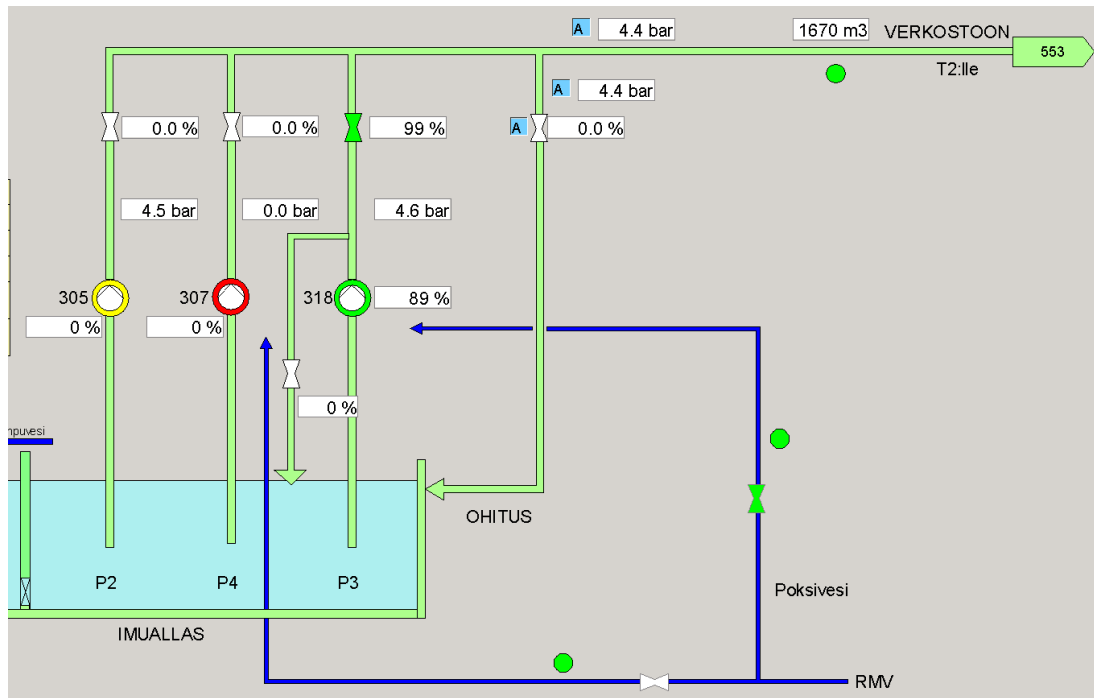 A 4.4 bar 1670 m3 VERKOSTOON
553
T2:lle
A 4.4 bar
0.0 % 0.0 % 99 % A 0.0 %
4.5 bar 0.0 bar 4.6 bar
305 307 318 89 %
0 % 0 %
0 %
mpuvesi
OHITUS
P2 P4 P3
Poksivesi
IMUALLAS
RMV